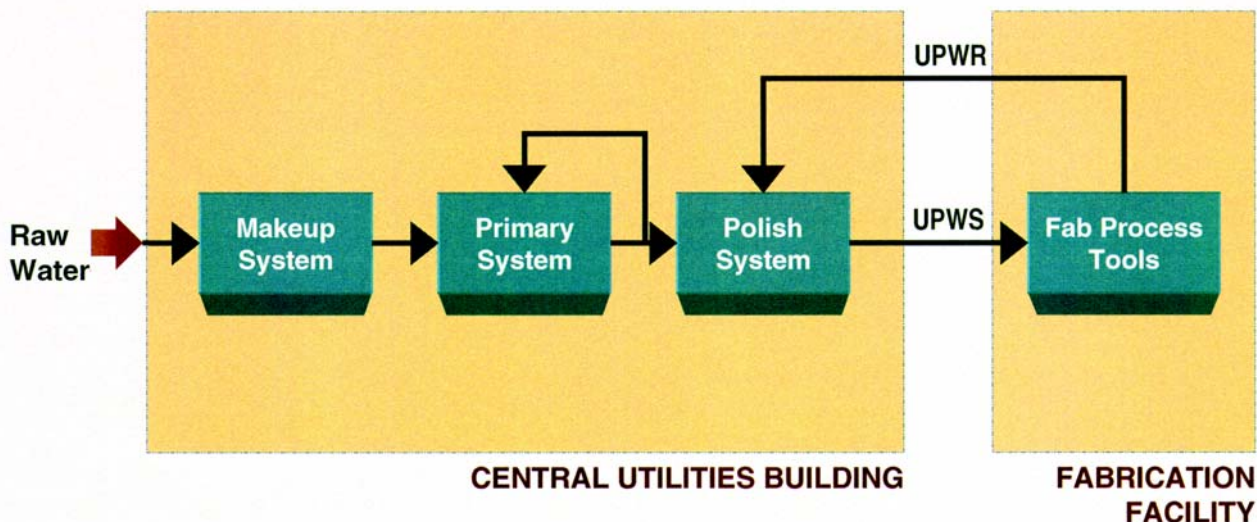 UPWR
Raw
Water
Makeup
System
Primary
System
Polish
System
UPWS
Fab Process
Tools
CENTRAL UTILITIES BUILDING
FABRICATION
FACILITY